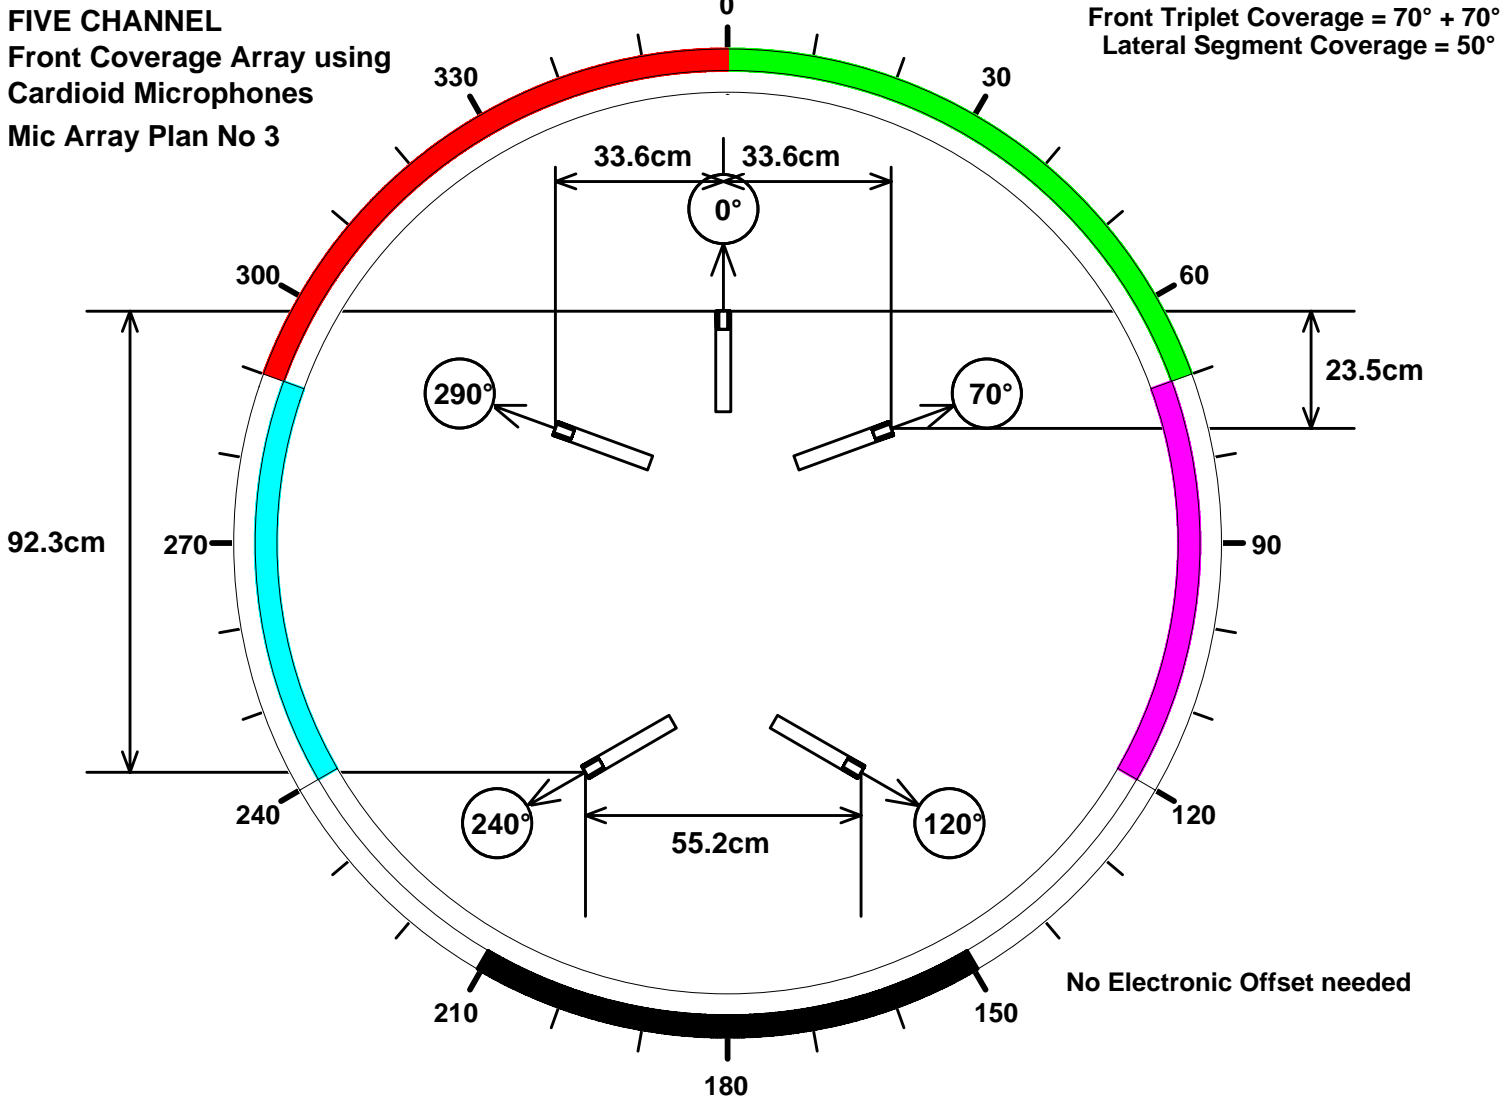 FIVE CHANNEL
Front Coverage Array using
Cardioid Microphones
Mic Array Plan No 3
Front Triplet Coverage = 70° + 70°
Lateral Segment Coverage = 50°
0
330
30
33.6cm
33.6cm
0°
300
60
23.5cm
290°
70°
92.3cm
270
90
240
120
240°
120°
55.2cm
No Electronic Offset needed
210
150
180